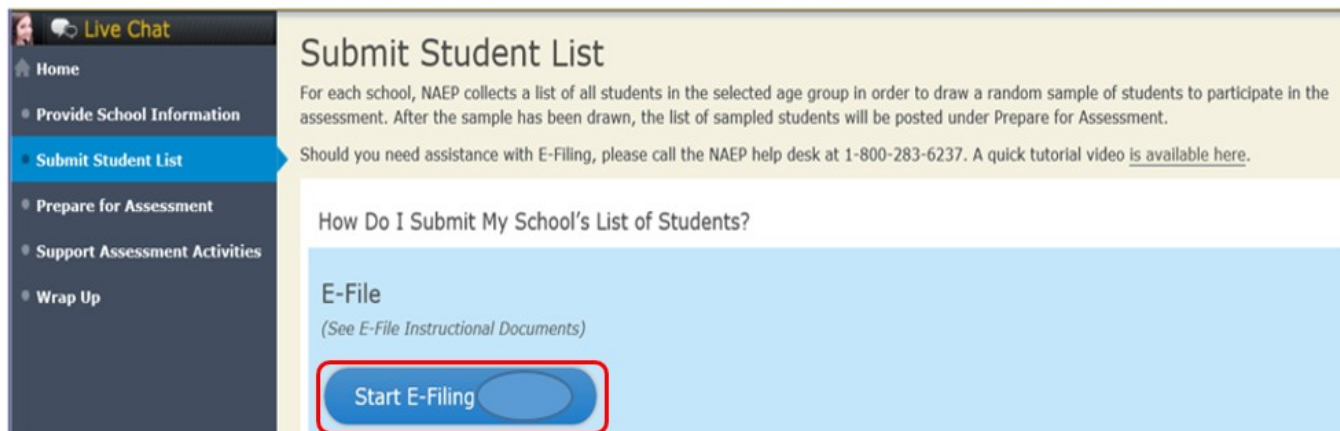 Live Chat
Home
Provide School Information
Submit Student List
Prepare for Assessment
Support Assessment Activities
Wrap Up
Submit Student List
For each school, NAEP collects a list of all students in the selected age group in order to draw a random sample of students to participate in the
assessment. After the sample has been drawn, the list of sampled students will be posted under Prepare for Assessment.
Should you need assistance with E-Filing, please call the NAEP help desk at 1-800-283-6237. A quick tutorial video is available here.
How Do I Submit My School's List of Students?
E-File
(See E-File Instructional Documents)
Start E-Filing